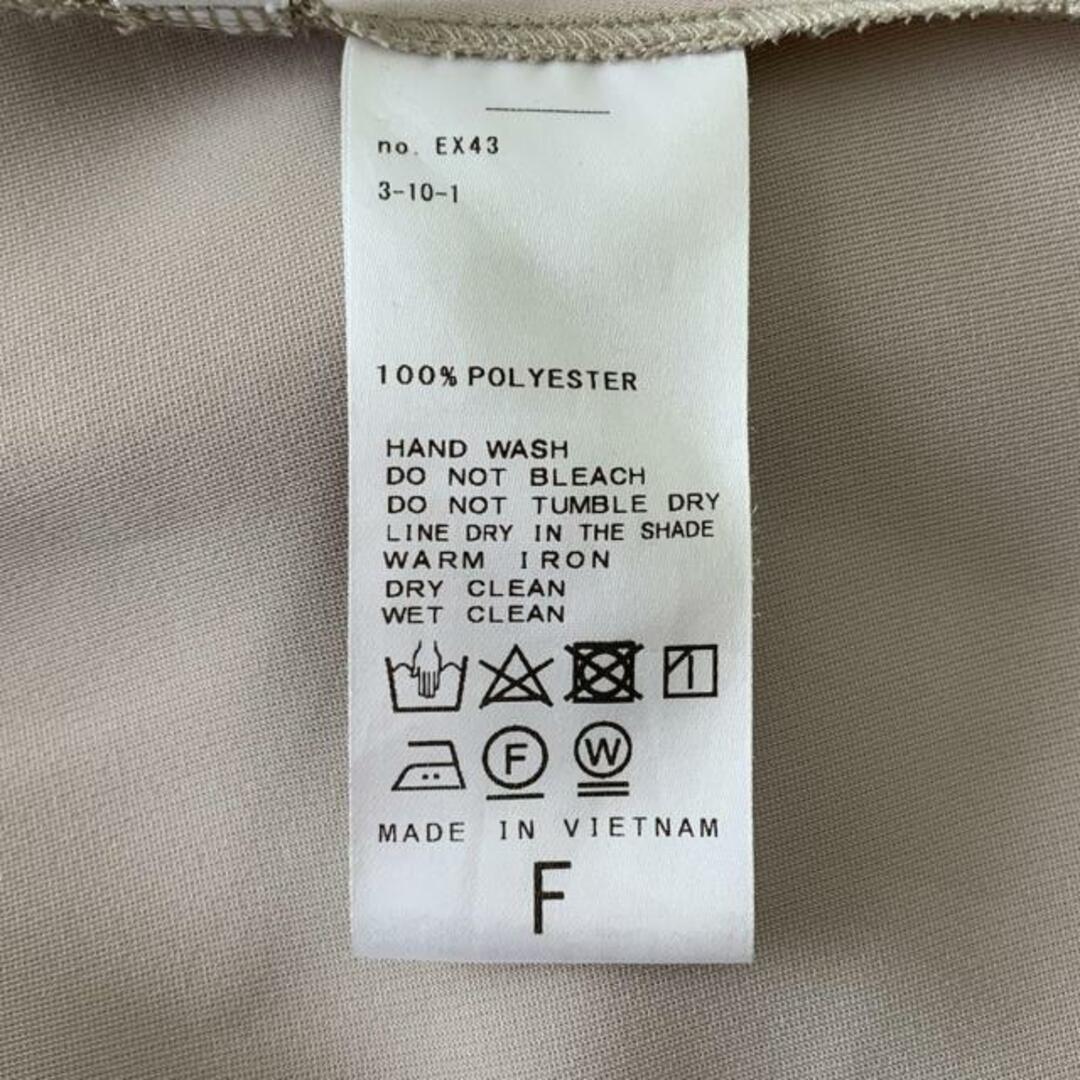 no. EX43
3-10-1
100% POLYESTER
HAND WASH
DO NOT BLEACH
DO NOT TUMBLE DRY
LINE DRY IN THE SHADE
WARM IRON
DRY CLEAN
WET CLEAN
F W
MADE IN VIETNAM
F